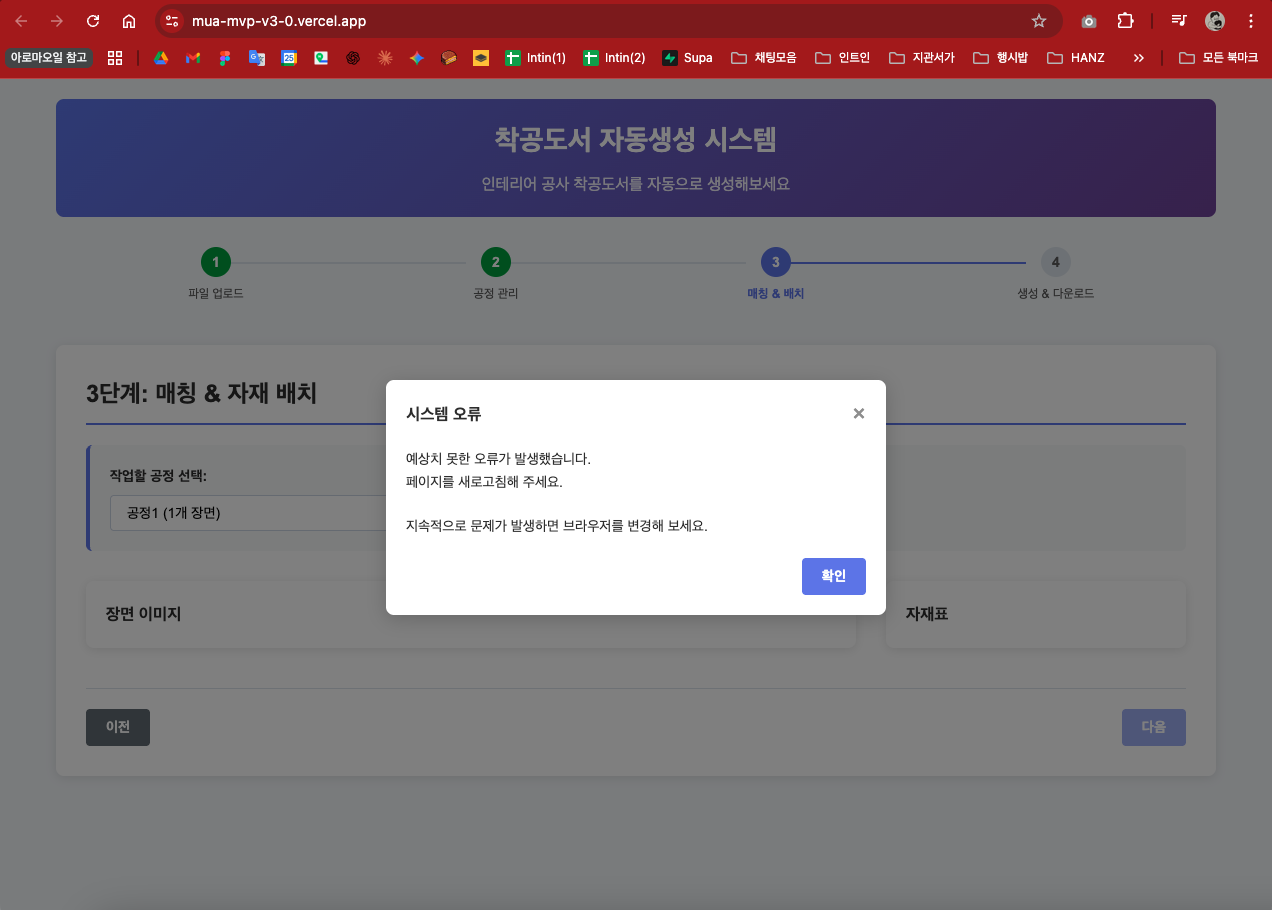 mua-mvp-v3-0.vercel.app
아로마오일 참고
Intin(1)
Intin(2)
Supa
채팅모음
인트인
지관서가
행시밥
HANZ
모든 북마크
착공도서 자동생성 시스템
인테리어 공사 착공도서를 자동으로 생성해보세요
1
2
3
4
파일 업로드
공정 관리
매칭 & 배치
생성 & 다운로드
3단계: 매칭 & 자재 배치
시스템 오류
×
예상치 못한 오류가 발생했습니다.
페이지를 새로고침해 주세요.
지속적으로 문제가 발생하면 브라우저를 변경해 보세요.
확인
작업할 공정 선택:
공정1 (1개 장면)
장면 이미지
자재표
이전
다음